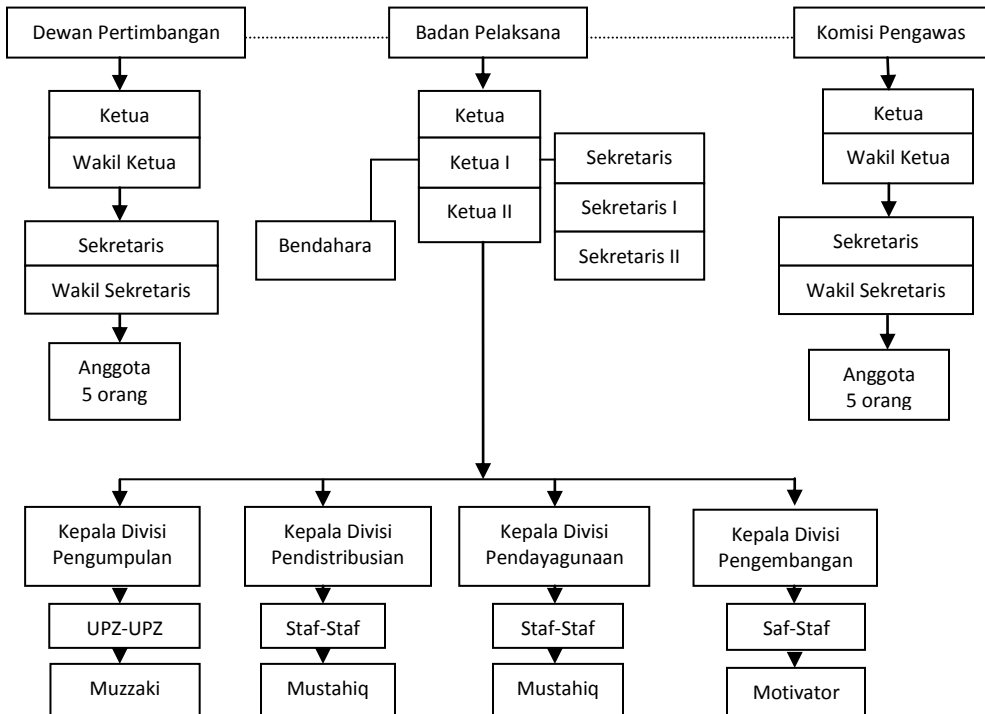 Dewan Pertimbangan
Badan Pelaksana
Komisi Pengawas
Ketua
Wakil Ketua
Sekretaris
Wakil Sekretaris
Anggota
5 orang
Ketua
Ketua I
Ketua II
Bendahara
Sekretaris
Sekretaris I
Sekretaris II
Ketua
Wakil Ketua
Sekretaris
Wakil Sekretaris
Anggota
5 orang
Kepala Divisi
Pengumpulan
UPZ-UPZ
Muzzaki
Kepala Divisi
Pendistribusian
Staf-Staf
Mustahiq
Kepala Divisi
Pendayagunaan
Staf-Staf
Mustahiq
Kepala Divisi
Pengembangan
Saf-Staf
Motivator